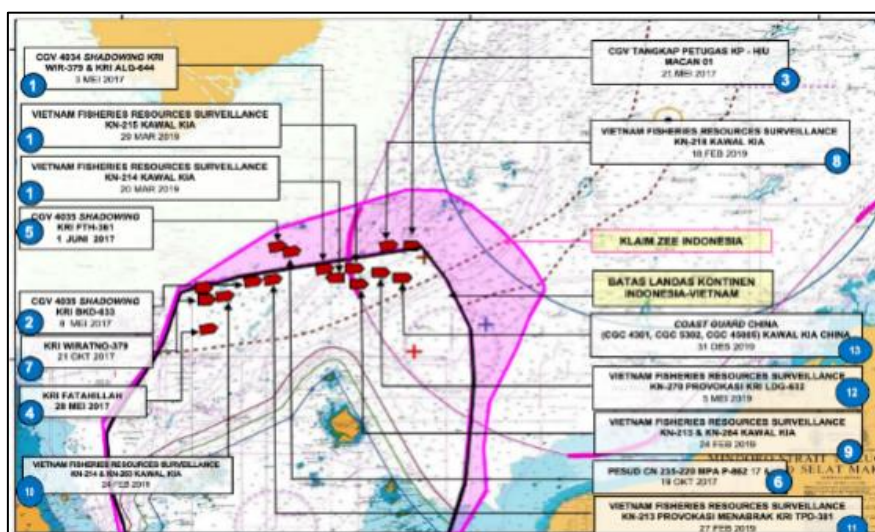 CGV 4034 SHADOWING KRI
WIR-379 & KRI ALG-644
3 MEI 2017
1
VIETNAM FISHERIES RESOURCES SURVEILLANCE
KN-215 KAWAL KIA
29 MAR 2019
1
VIETNAM FISHERIES RESOURCES SURVEILLANCE
KN-214 KAWAL KIA
20 MAR 2019
1
CGV 4035 SHADOWING
KRI FTH-361
1 JUNI 2017
5
CGV 4035 SHADOWING
KRI BKD-633
8 MEI 2017
2
KRI WIRATNO-379
21 OKT 2017
7
KRI FATAHILLAH
28 MEI 2017
4
VIETNAM FISHERIES RESOURCES SURVEILLANCE
KN-214 & KN-263 KAWAL KIA
FEB 2019
10
CGV TANGKAP PETUGAS KP - HIU
MACAN 01
21 MEI 2017
3
VIETNAM FISHERIES RESOURCES SURVEILLANCE
KAWAL KIA
18 FEB 2019
8
KLAIM ZEE INDONESIA
BATAS LANDAS KONTINEN
INDONESIA-VIETNAM
COAST GUARD CHINA
(CGC 4301, CGC 5302, ) KAWAL KIA CHINA
31 DES 2019
13
VIETNAM FISHERIES RESOURCES SURVEILLANCE
KN-270 PROVOKASI KRI LDG-632
5 MEI 2019
12
VIETNAM FISHERIES RESOURCES SURVEILLANCE
KN-213 & KN-264 KAWAL KIA
24 FEB 2019
9
PESUD CN 235-220 MPA P-862
19 OKT 2017
6
SELAT
VIETNAM FISHERIES RESOURCES SURVEILLANCE
KN-213 PROVOKASI MENABRAK KRI TPD-381
27 FEB 2019
11